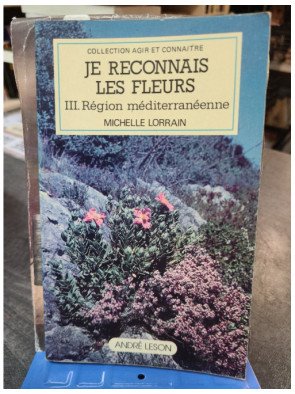 COLLECTION AGIR ET CONNAITRE
JE RECONNAIS
LES FLEURS
III. Région méditerranéenne
MICHELLE LORRAIN
ANDRÉ LESON